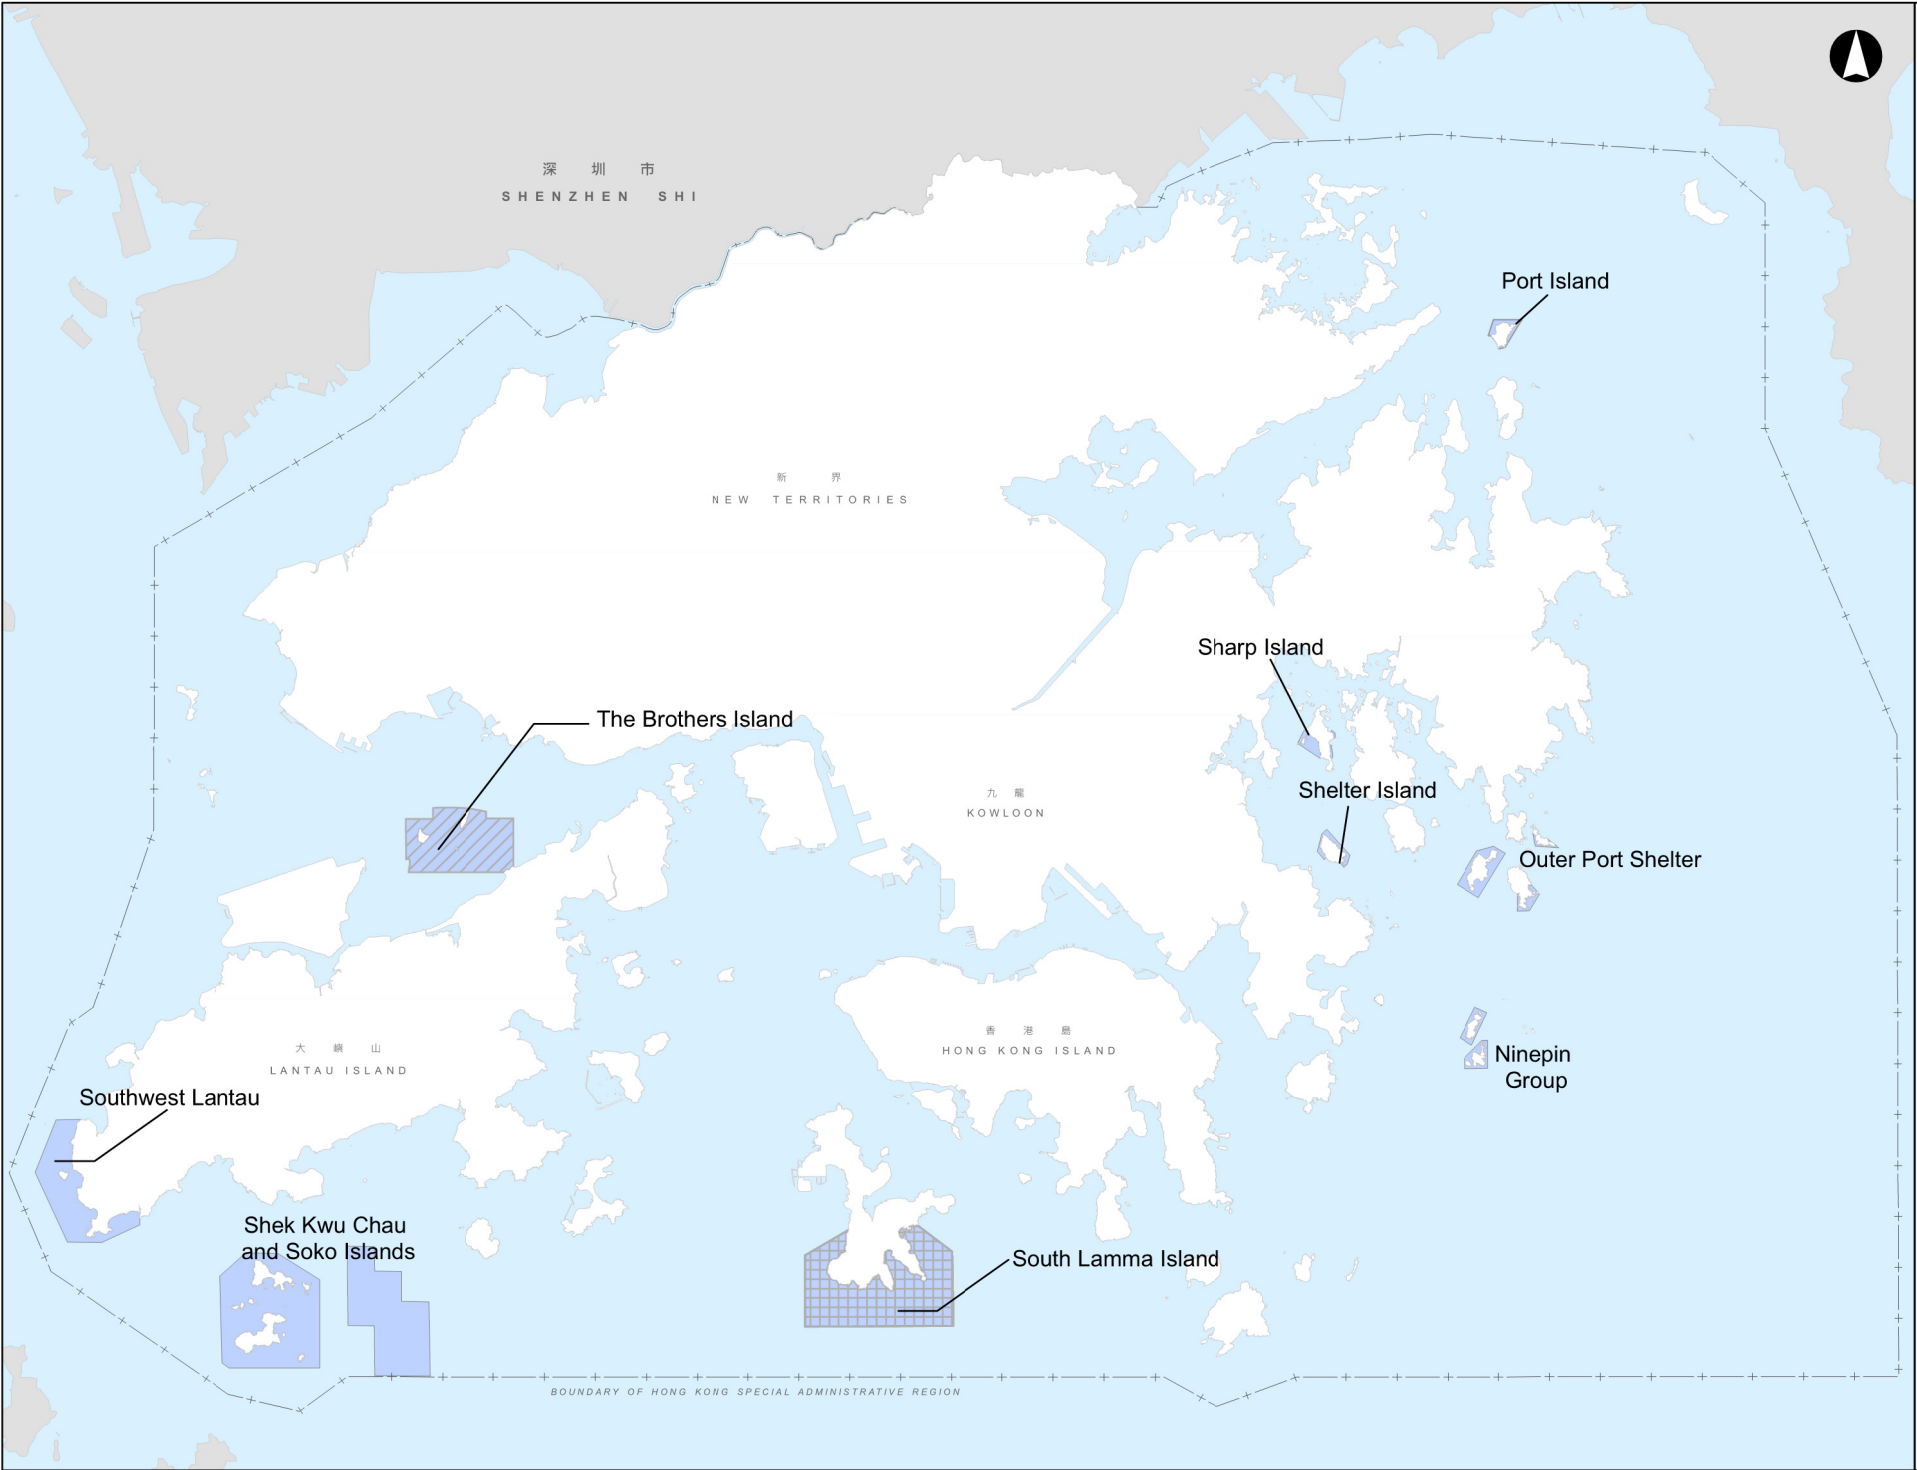 深 圳 市
SHENZHEN SHI
Port Island
新 界
NEW TERRITORIES
Sharp Island
The Brothers Island
Shelter Island
九 龍
KOWLOON
Outer Port Shelter
香 港 島
HONG KONG ISLAND
大 嶼 山
LANTAU ISLAND
Ninepin
Group
Southwest Lantau
Shek Kwu Chau
and Soko Islands
South Lamma Island
BOUNDARY OF HONG KONG SPECIAL ADMINISTRATIVE REGION